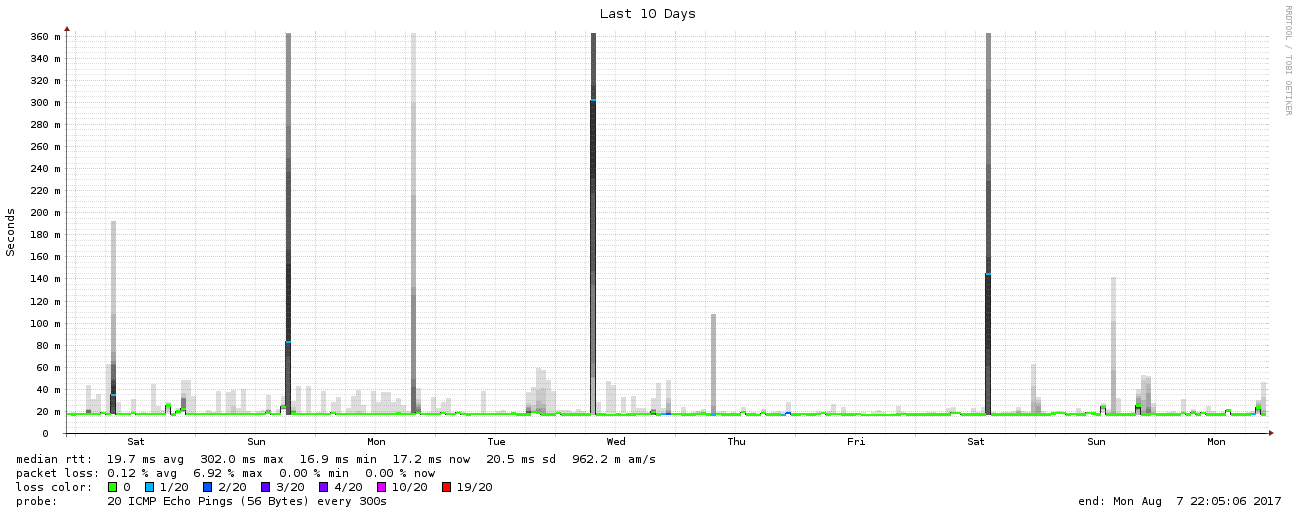 Last 10 Days
RRDTOOL / TOBI OETIKER
Seconds
360 m
340 m
320 m
300 m
280 m
260 m
240 m
220 m
200 m
180 m
160 m
140 m
120 m
100 m
80 m
60 m
40 m
20 m
0
Sat Sun Mon Tue Wed Thu Fri Sat Sun Mon
median rtt: 19.7 ms avg 302.0 ms max 16.9 ms min 17.2 ms now 20.5 ms sd 962.2 m am/s
packet loss: 0.12 % avg 6.92 % max 0.00 % min 0.00 % now
loss color: 0 1/20 2/20 3/20 4/20 10/20 19/20
probe: 20 ICMP Echo Pings (56 Bytes) every 300s end: Mon Aug 7 22:05:06 2017